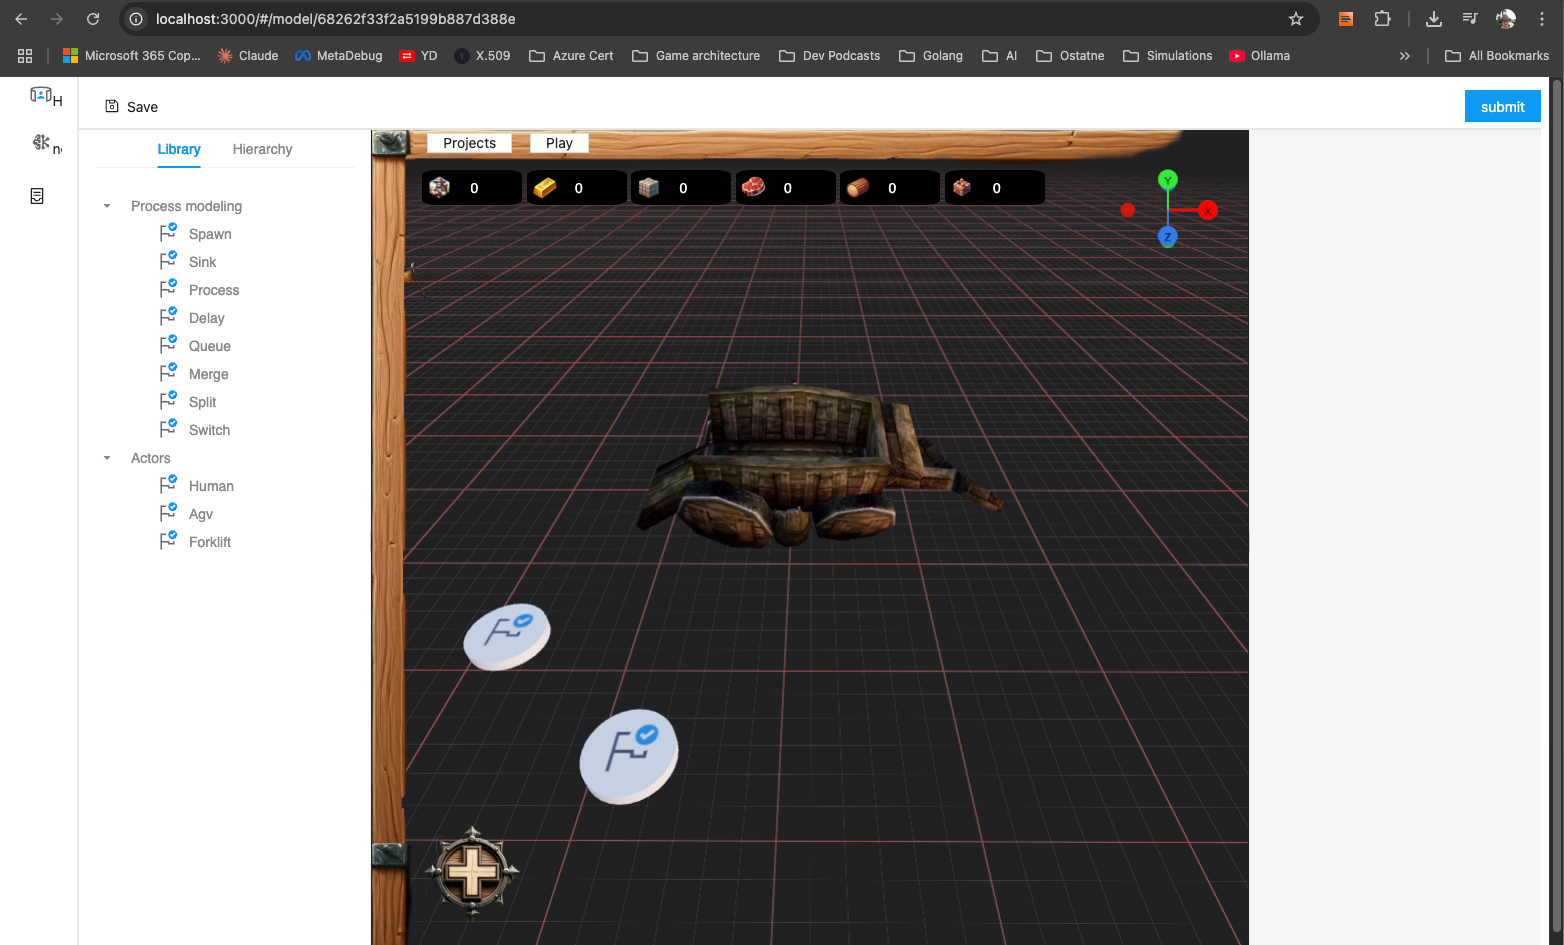 localhost:3000/#/model/68262f33f2a5199b887d388e
Microsoft 365 Cop... Claude MetaDebug YD X.509 Azure Cert Game architecture Dev Podcasts Golang AI Ostatne Simulations Ollama » All Bookmarks
H
Save
submit
Library Hierarchy
Projects Play
0 0 0 0 0 0
Y
X
Z
Process modeling
Spawn
Sink
Process
Delay
Queue
Merge
Split
Switch
Actors
Human
Agv
Forklift